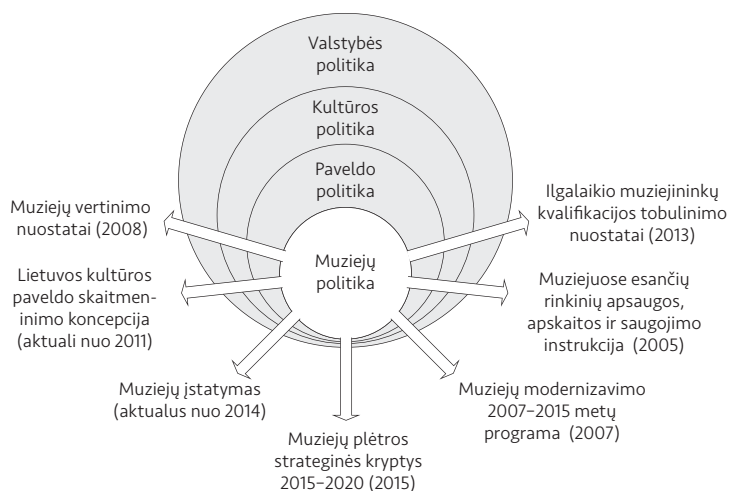 Valstybės
politika
Kultūros
politika
Paveldo
politika
Muziejų
politika
Muziejų vertinimo
nuostatai (2008)
Lietuvos kultūros
paveldo skaitmen-
inimo koncepcija
(aktuali nuo 2011)
Muziejų įstatymas
(aktualus nuo 2014)
Muziejų plėtros
strateginės kryptys
2015–2020 (2015)
Muziejų modernizavimo
2007–2015 metų
programa (2007)
Muziejuose esančių
rinkinių apsaugos,
apskaitos ir saugojimo
instrukcija (2005)
Ilgalaikio muziejininkų
kvalifikacijos tobulinimo
nuostatai (2013)